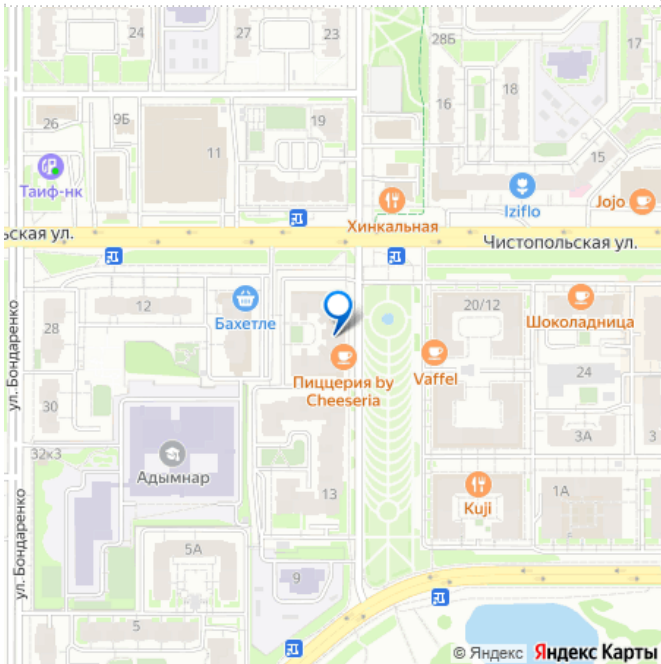 24
27
23
28Б
17
16
18
26
9Б
19
11
15
Таиф-нк
Хинкальная
Iziflo
Jojo
ьская ул.
Чистопольская ул.
12
Бахетле
20/12
Шоколадница
28
ул. Бондаренко
Пиццерия by
Cheeseria
Vaffel
24
30
3А
3
32к3
Адымнар
13
Kuji
1А
ул. Бондаренко
5А
9
5
© Яндекс Яндекс Карты